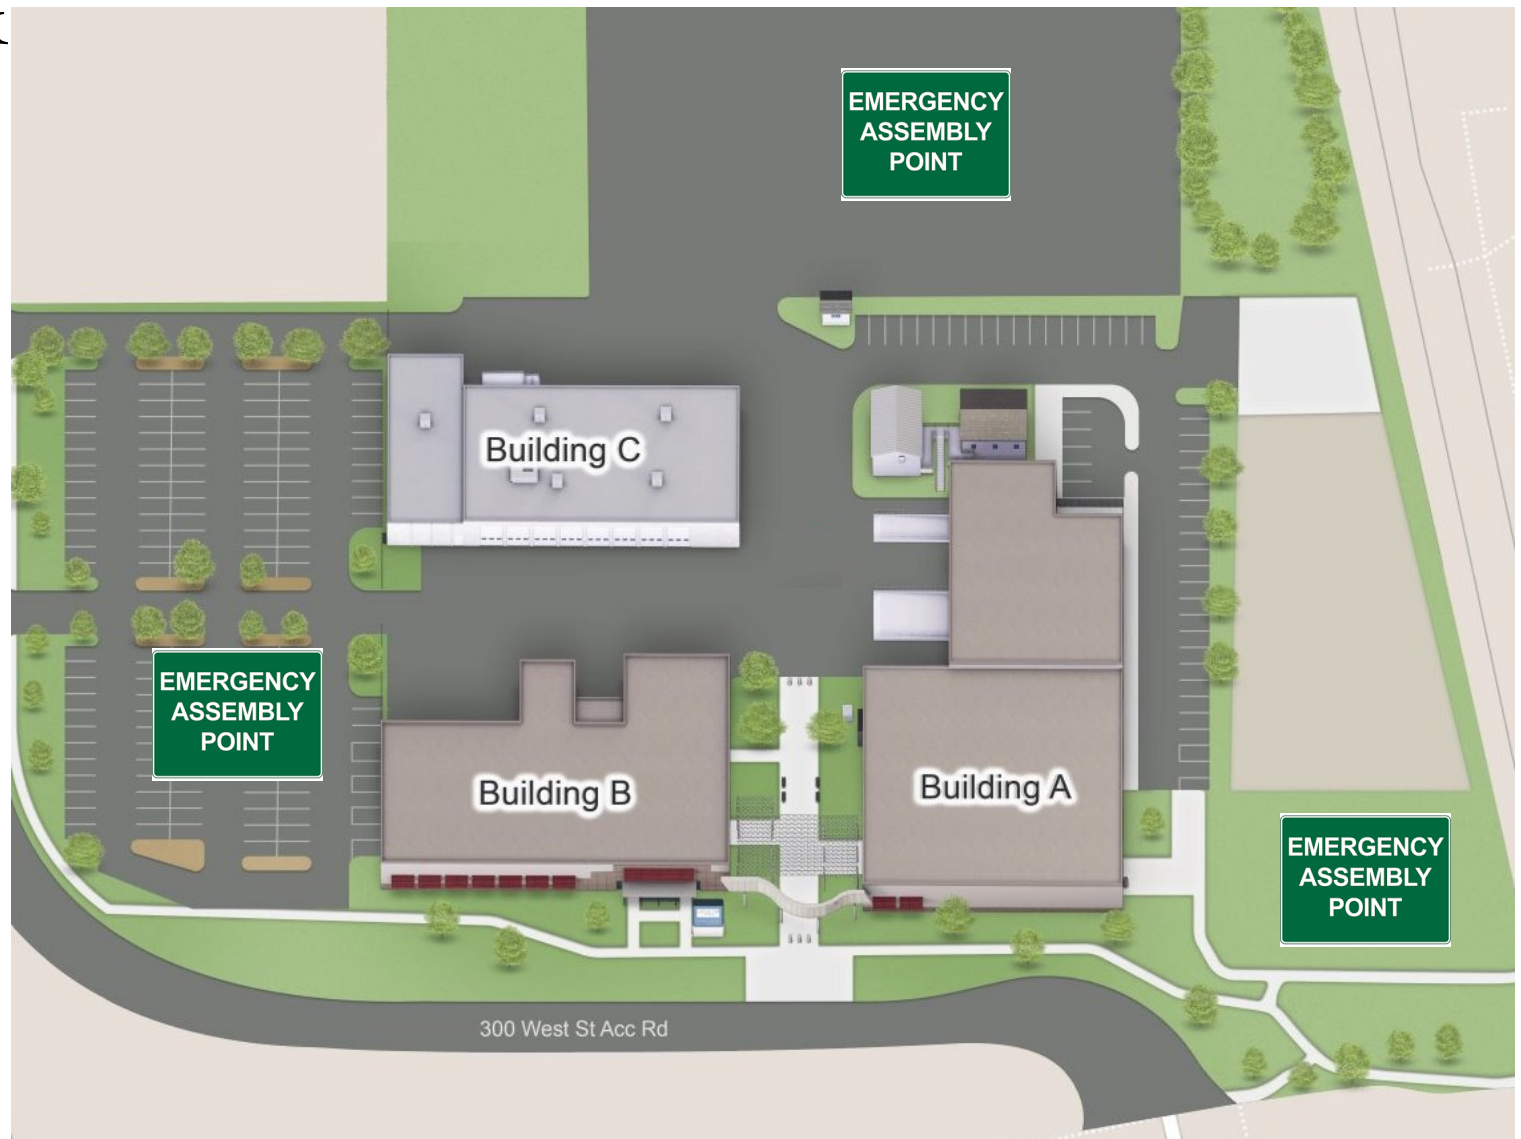 EMERGENCY
ASSEMBLY
POINT
Building C
EMERGENCY
ASSEMBLY
POINT
Building B
Building A
EMERGENCY
ASSEMBLY
POINT
300 West St Acc Rd